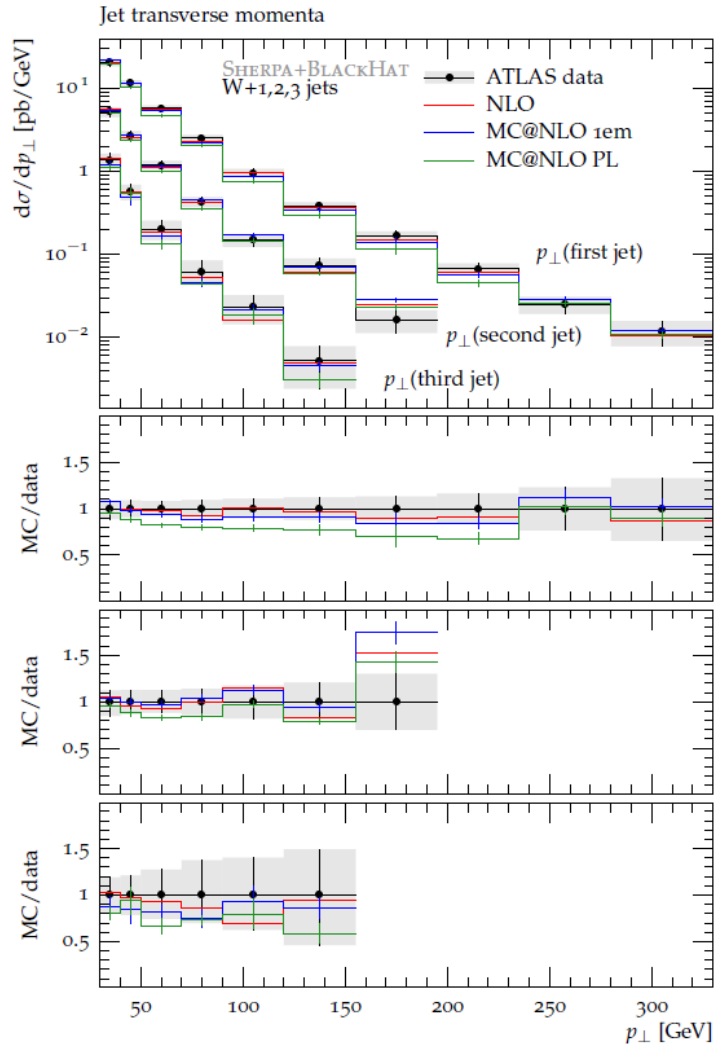 Jet transverse momenta
dσ/dp⊥ [pb/GeV]
SHERPA+BLACKHAT
W+1,2,3 jets
ATLAS data
NLO
MC@NLO 1em
MC@NLO PL
10^1
1
10^−1
10^−2
p⊥(first jet)
p⊥(second jet)
p⊥(third jet)
MC/data
1.5
1
0.5
MC/data
1.5
1
0.5
MC/data
1.5
1
0.5
50 100 150 200 250 300
p⊥ [GeV]